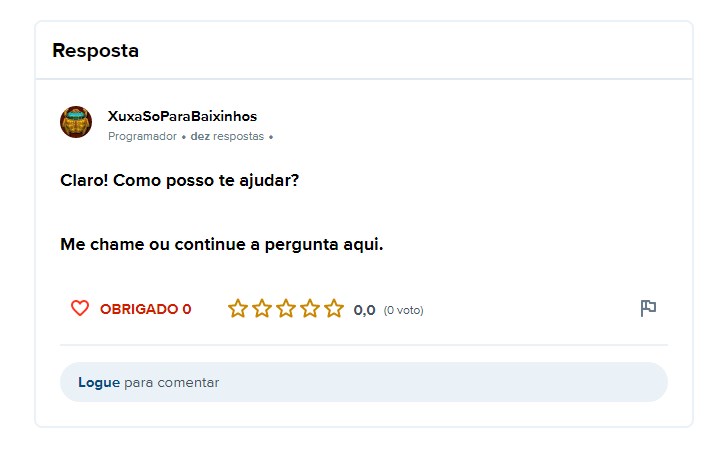 Resposta
XuxaSoParaBaixinhos
Programador • dez respostas •
Claro! Como posso te ajudar?
Me chame ou continue a pergunta aqui.
OBRIGADO 0
0,0 (0 voto)
Logue para comentar